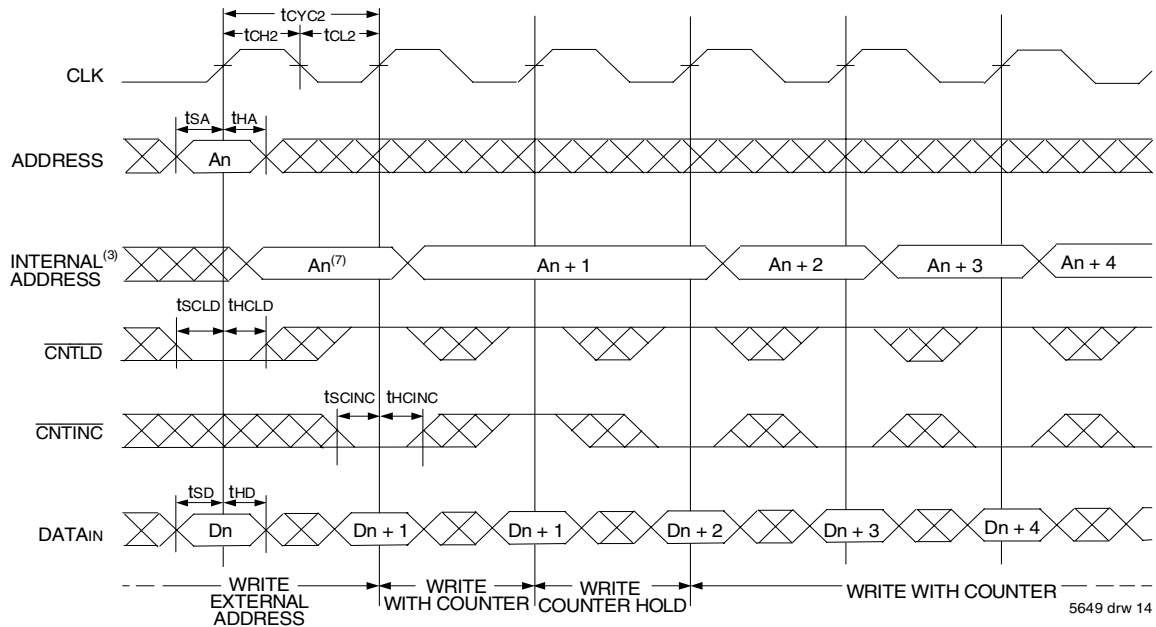 tCYC2
tCH2 tCL2
CLK
tSA tHA
ADDRESS An
INTERNAL(3)
ADDRESS
An(7) An + 1 An + 2 An + 3 An + 4
tSCLD tHCLD
CNTLD
tSCINC tHCINC
CNTINC
tSD tHD
DATAIN Dn Dn + 1 Dn + 1 Dn + 2 Dn + 3 Dn + 4
WRITE
EXTERNAL
ADDRESS
WRITE
WITH COUNTER
WRITE
COUNTER HOLD
WRITE WITH COUNTER
5649 drw 14